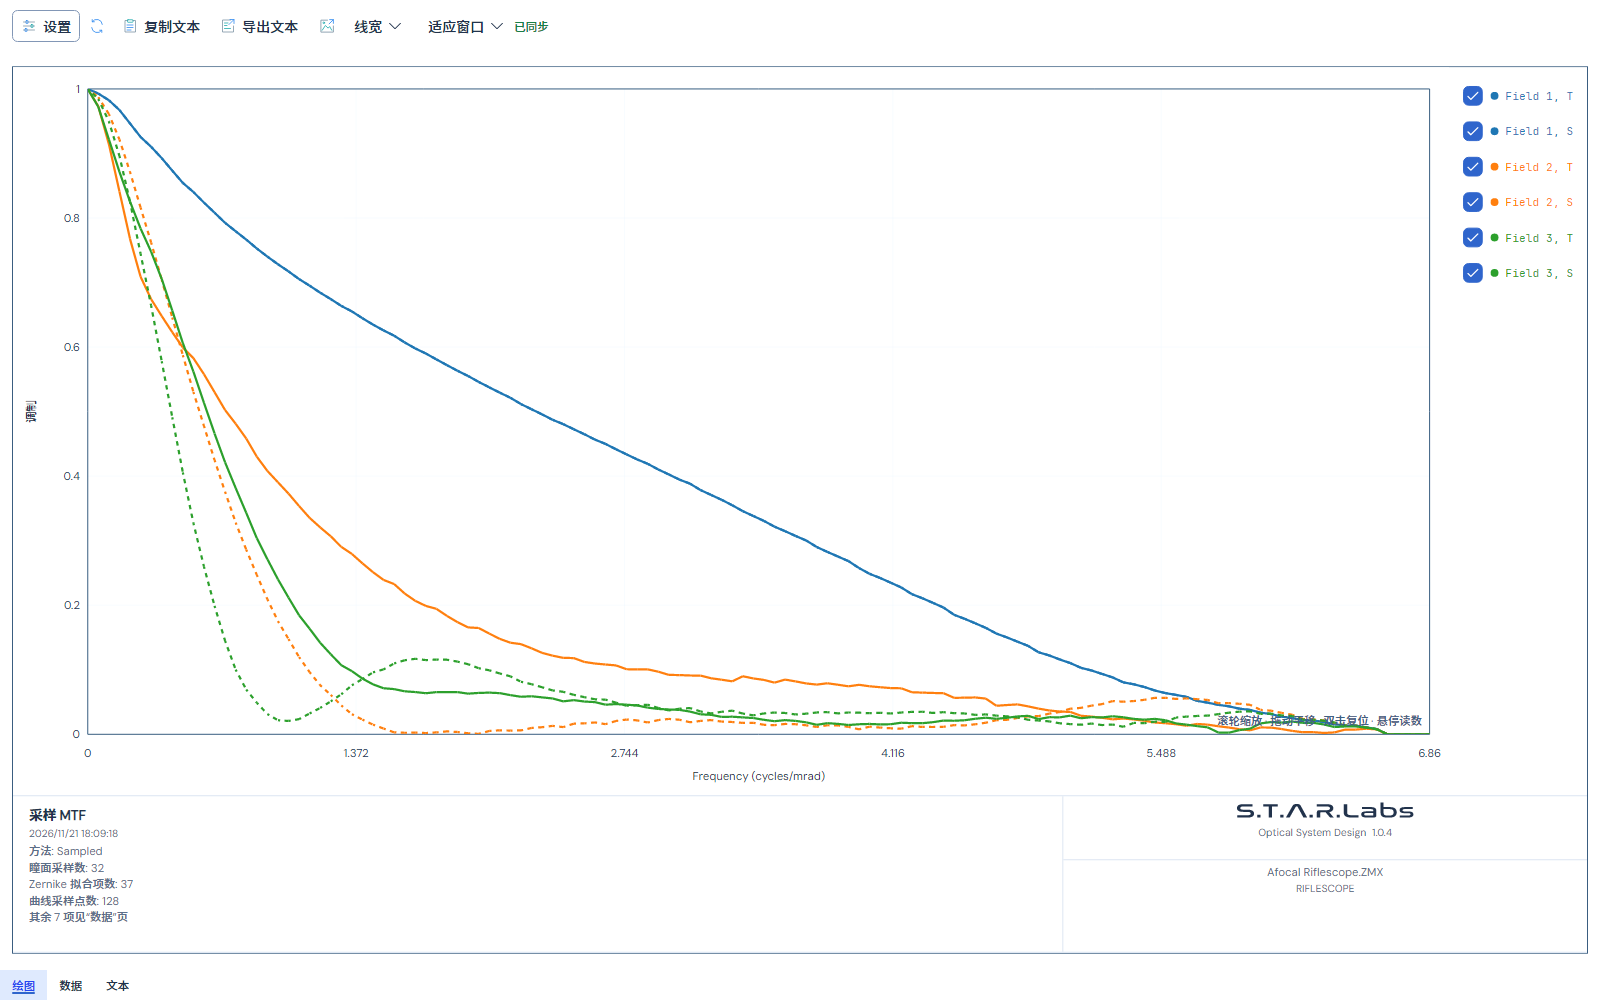 设置 复制文本 导出文本 线宽 适应窗口 已同步
1
0.8
0.6
0.4
0.2
0
调制
0 1.372 2.744 4.116 5.488 6.86
Frequency (cycles/mrad)
滚轮缩放 · 拖动平移 · 双击复位 · 悬停读数
Field 1, T
Field 1, S
Field 2, T
Field 2, S
Field 3, T
Field 3, S
采样 MTF
2026/11/21 18:09:18
方法: Sampled
瞳面采样数: 32
Zernike 拟合项数: 37
曲线采样点数: 128
其余 7 项见“数据”页
S.T.A.R.Labs
Optical System Design 1.0.4
Afocal Riflescope.ZMX
RIFLESCOPE
绘图 数据 文本